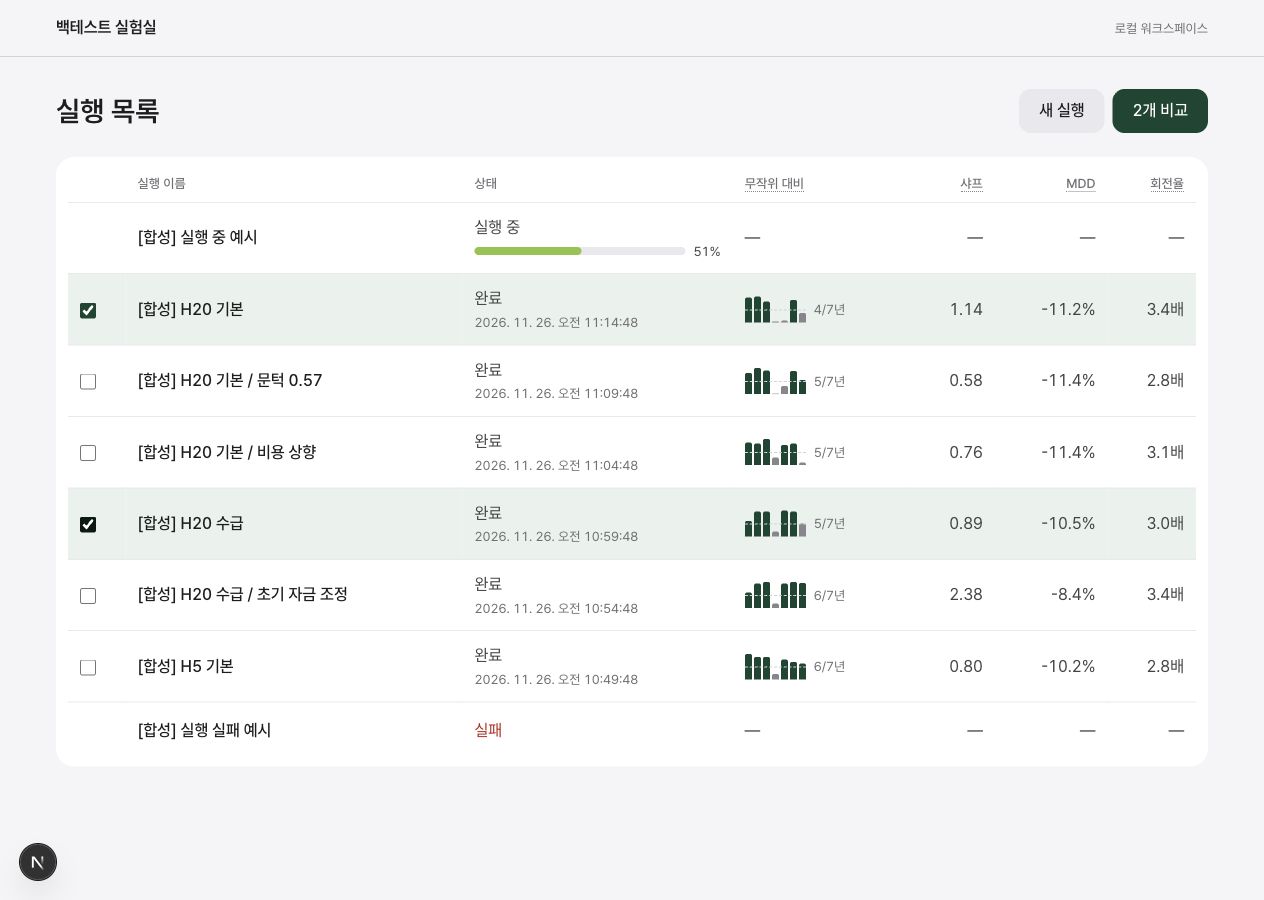 백테스트 실험실
로컬 워크스페이스
실행 목록
새 실행
2개 비교
실행 이름 상태 무작위 대비 샤프 MDD 회전율
[합성] 실행 중 예시 실행 중 51% — — — —
[합성] H20 기본 완료 4/7년 1.14 -11.2% 3.4배
2026. 11. 26. 오전 11:14:48
[합성] H20 기본 / 문턱 0.57 완료 5/7년 0.58 -11.4% 2.8배
2026. 11. 26. 오전 11:09:48
[합성] H20 기본 / 비용 상향 완료 5/7년 0.76 -11.4% 3.1배
2026. 11. 26. 오전 11:04:48
[합성] H20 수급 완료 5/7년 0.89 -10.5% 3.0배
2026. 11. 26. 오전 10:59:48
[합성] H20 수급 / 초기 자금 조정 완료 6/7년 2.38 -8.4% 3.4배
2026. 11. 26. 오전 10:54:48
[합성] H5 기본 완료 6/7년 0.80 -10.2% 2.8배
2026. 11. 26. 오전 10:49:48
[합성] 실행 실패 예시 실패 — — — —
N